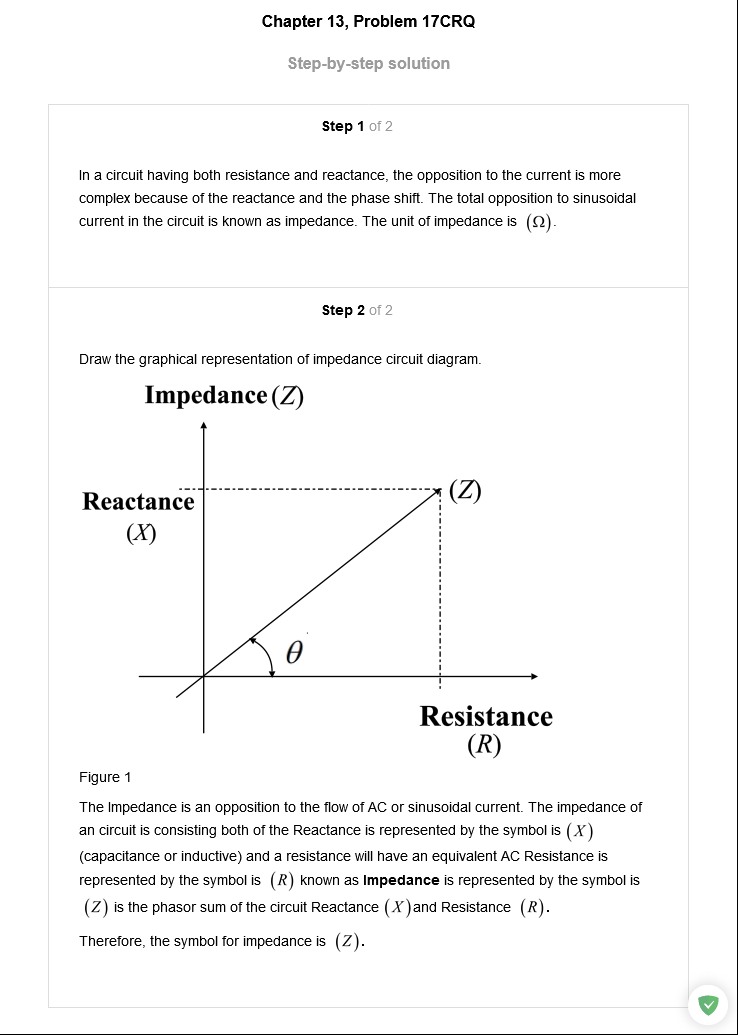 Chapter 13, Problem 17CRQ
Step-by-step solution
Step 1 of 2
In a circuit having both resistance and reactance, the opposition to the current is more
complex because of the reactance and the phase shift. The total opposition to sinusoidal
current in the circuit is known as impedance. The unit of impedance is (Ω).
Step 2 of 2
Draw the graphical representation of impedance circuit diagram.
Impedance (Z)
(Z)
Reactance
(X)
θ
Resistance
(R)
Figure 1
The Impedance is an opposition to the flow of AC or sinusoidal current. The impedance of
an circuit is consisting both of the Reactance is represented by the symbol is (X)
(capacitance or inductive) and a resistance will have an equivalent AC Resistance is
represented by the symbol is (R) known as Impedance is represented by the symbol is
(Z) is the phasor sum of the circuit Reactance (X)and Resistance (R).
Therefore, the symbol for impedance is (Z).